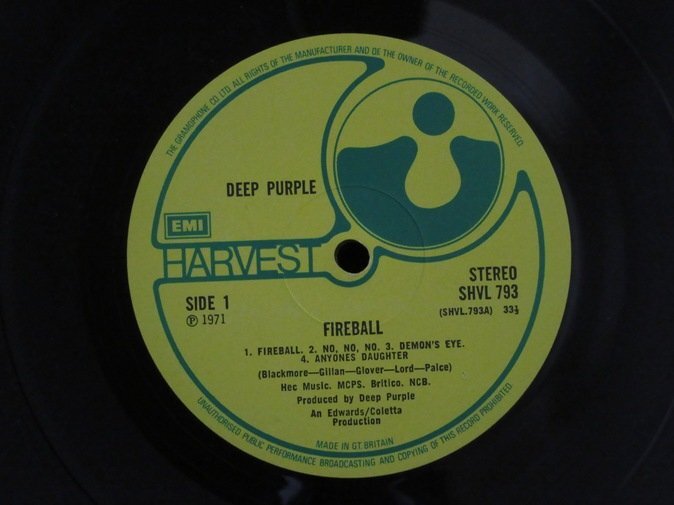 THE GRAMOPHONE CO LTD. ALL RIGHTS OF THE MANUFACTURER AND OF THE OWNER OF THE RECORDED WORK RESERVED.
DEEP PURPLE
EMI
HARVEST
STEREO
SIDE 1
SHVL 793
℗ 1971
(SHVL.793A) 33⅓
FIREBALL
1. FIREBALL. 2. NO, NO, NO. 3. DEMON'S EYE.
4. ANYONES DAUGHTER
(Blackmore—Gillan—Glover—Lord—Paice)
Hec Music. MCPS. Britico. NCB.
Produced by Deep Purple
An Edwards/Coletta
Production
MADE IN GT. BRITAIN
UNAUTHORISED PUBLIC PERFORMANCE BROADCASTING AND COPYING OF THIS RECORD PROHIBITED.